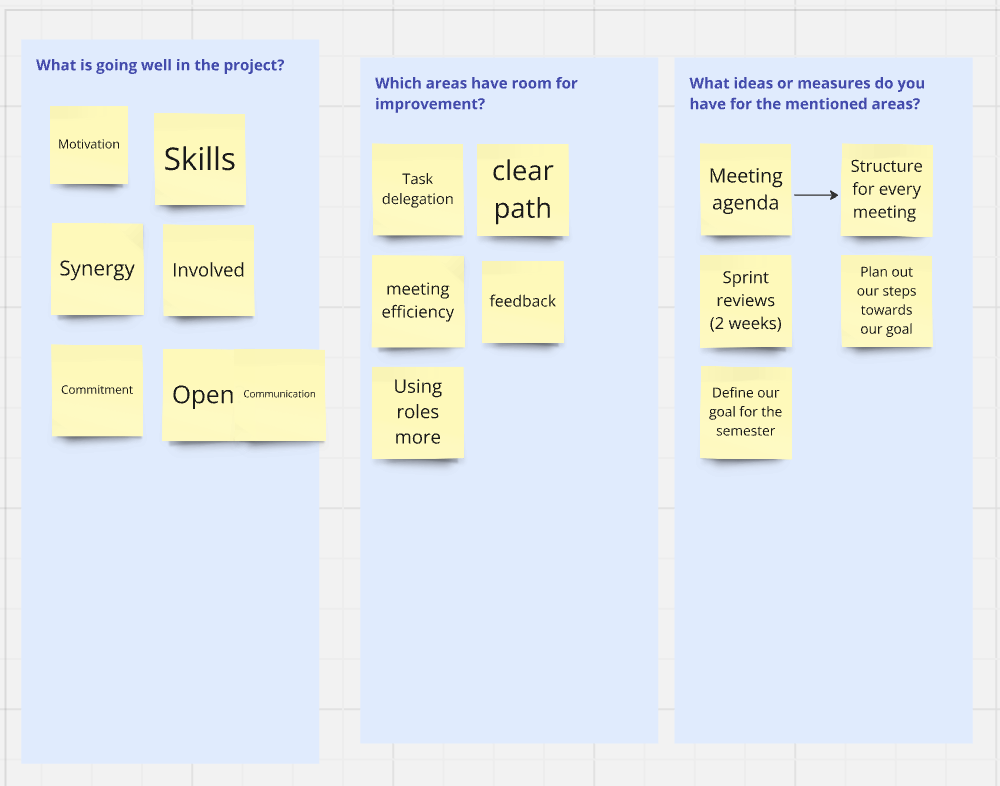 What is going well in the project?
Motivation
Skills
Synergy
Involved
Commitment
Open
Communication
Which areas have room for
improvement?
Task
delegation
clear
path
meeting
efficiency
feedback
Using
roles
more
What ideas or measures do you
have for the mentioned areas?
Meeting
agenda
Structure
for every
meeting
Sprint
reviews
(2 weeks)
Plan out
our steps
towards
our goal
Define our
goal for the
semester